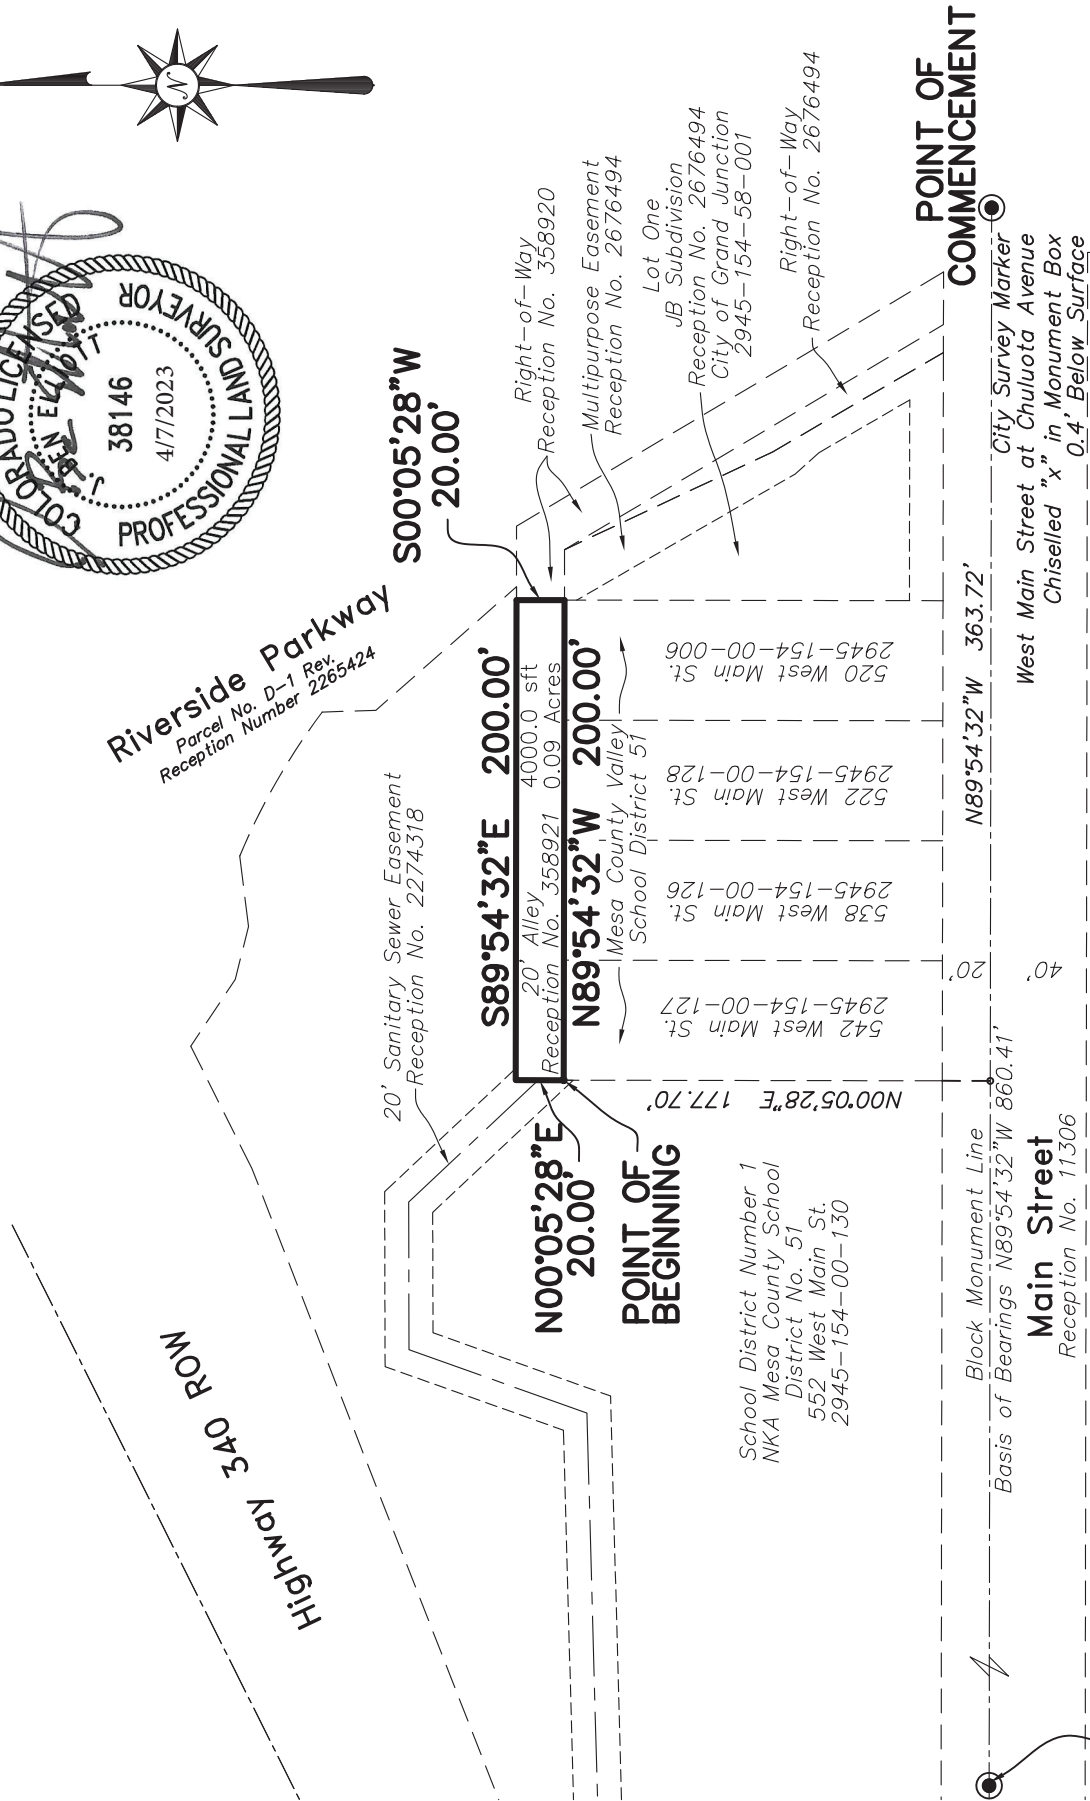 N
COLORADO LICENSED
PROFESSIONAL LAND SURVEYOR
J. BEN ELLIOTT
38146
4/7/2023
Highway 340 ROW
Riverside Parkway
Parcel No. D-1 Rev.
Reception Number 2265424
20' Sanitary Sewer Easement
Reception No. 2274318
S00°05'28"W
20.00'
Right-of-Way
Reception No. 358920
Multipurpose Easement
Reception No. 2676494
Lot One
JB Subdivision
Reception No. 2676494
City of Grand Junction
2945-154-58-001
Right-of-Way
Reception No. 2676494
S89°54'32"E 200.00'
20' Alley 4000.0 sft
Reception No. 358921 0.09 Acres
N89°54'32"W 200.00'
Mesa County Valley
School District 51
N00°05'28"E
20.00'
POINT OF
BEGINNING
542 West Main St.
2945-154-00-127
538 West Main St.
2945-154-00-126
522 West Main St.
2945-154-00-128
520 West Main St.
2945-154-00-006
N00°05'28"E 177.70'
School District Number 1
NKA Mesa County School
District No. 51
552 West Main St.
2945-154-00-130
POINT OF
COMMENCEMENT
20'
40'
N89°54'32"W 363.72'
Block Monument Line
Basis of Bearings N89°54'32"W 860.41'
Main Street
Reception No. 11306
City Survey Marker
West Main Street at Chuluota Avenue
Chiselled "x" in Monument Box
0.4' Below Surface